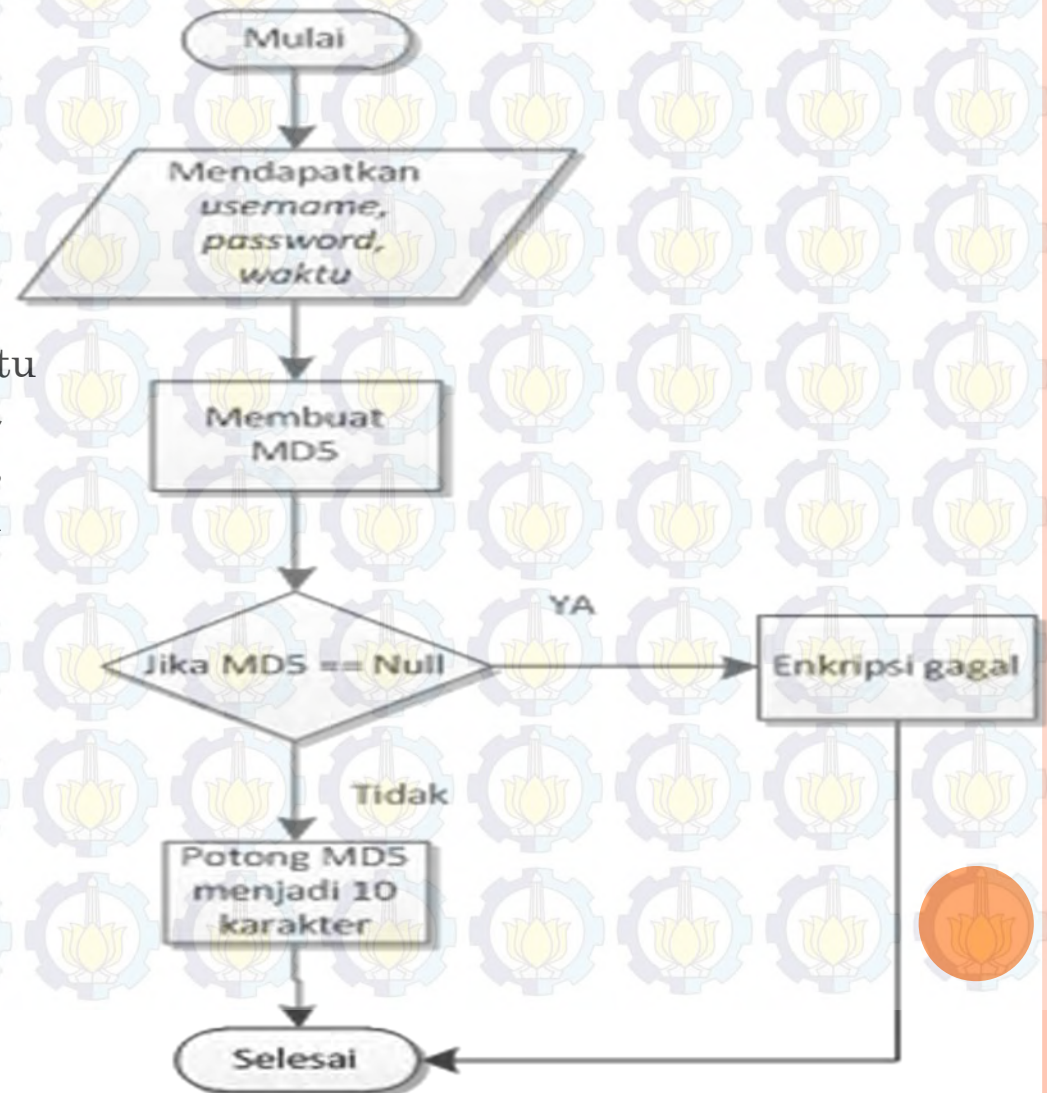 Mulai
Mendapatkan
username,
password,
waktu
tu
Membuat
MD5
Jika MD5 == Null
YA
Enkripsi gagal
Tidak
Potong MD5
menjadi 10
karakter
Selesai